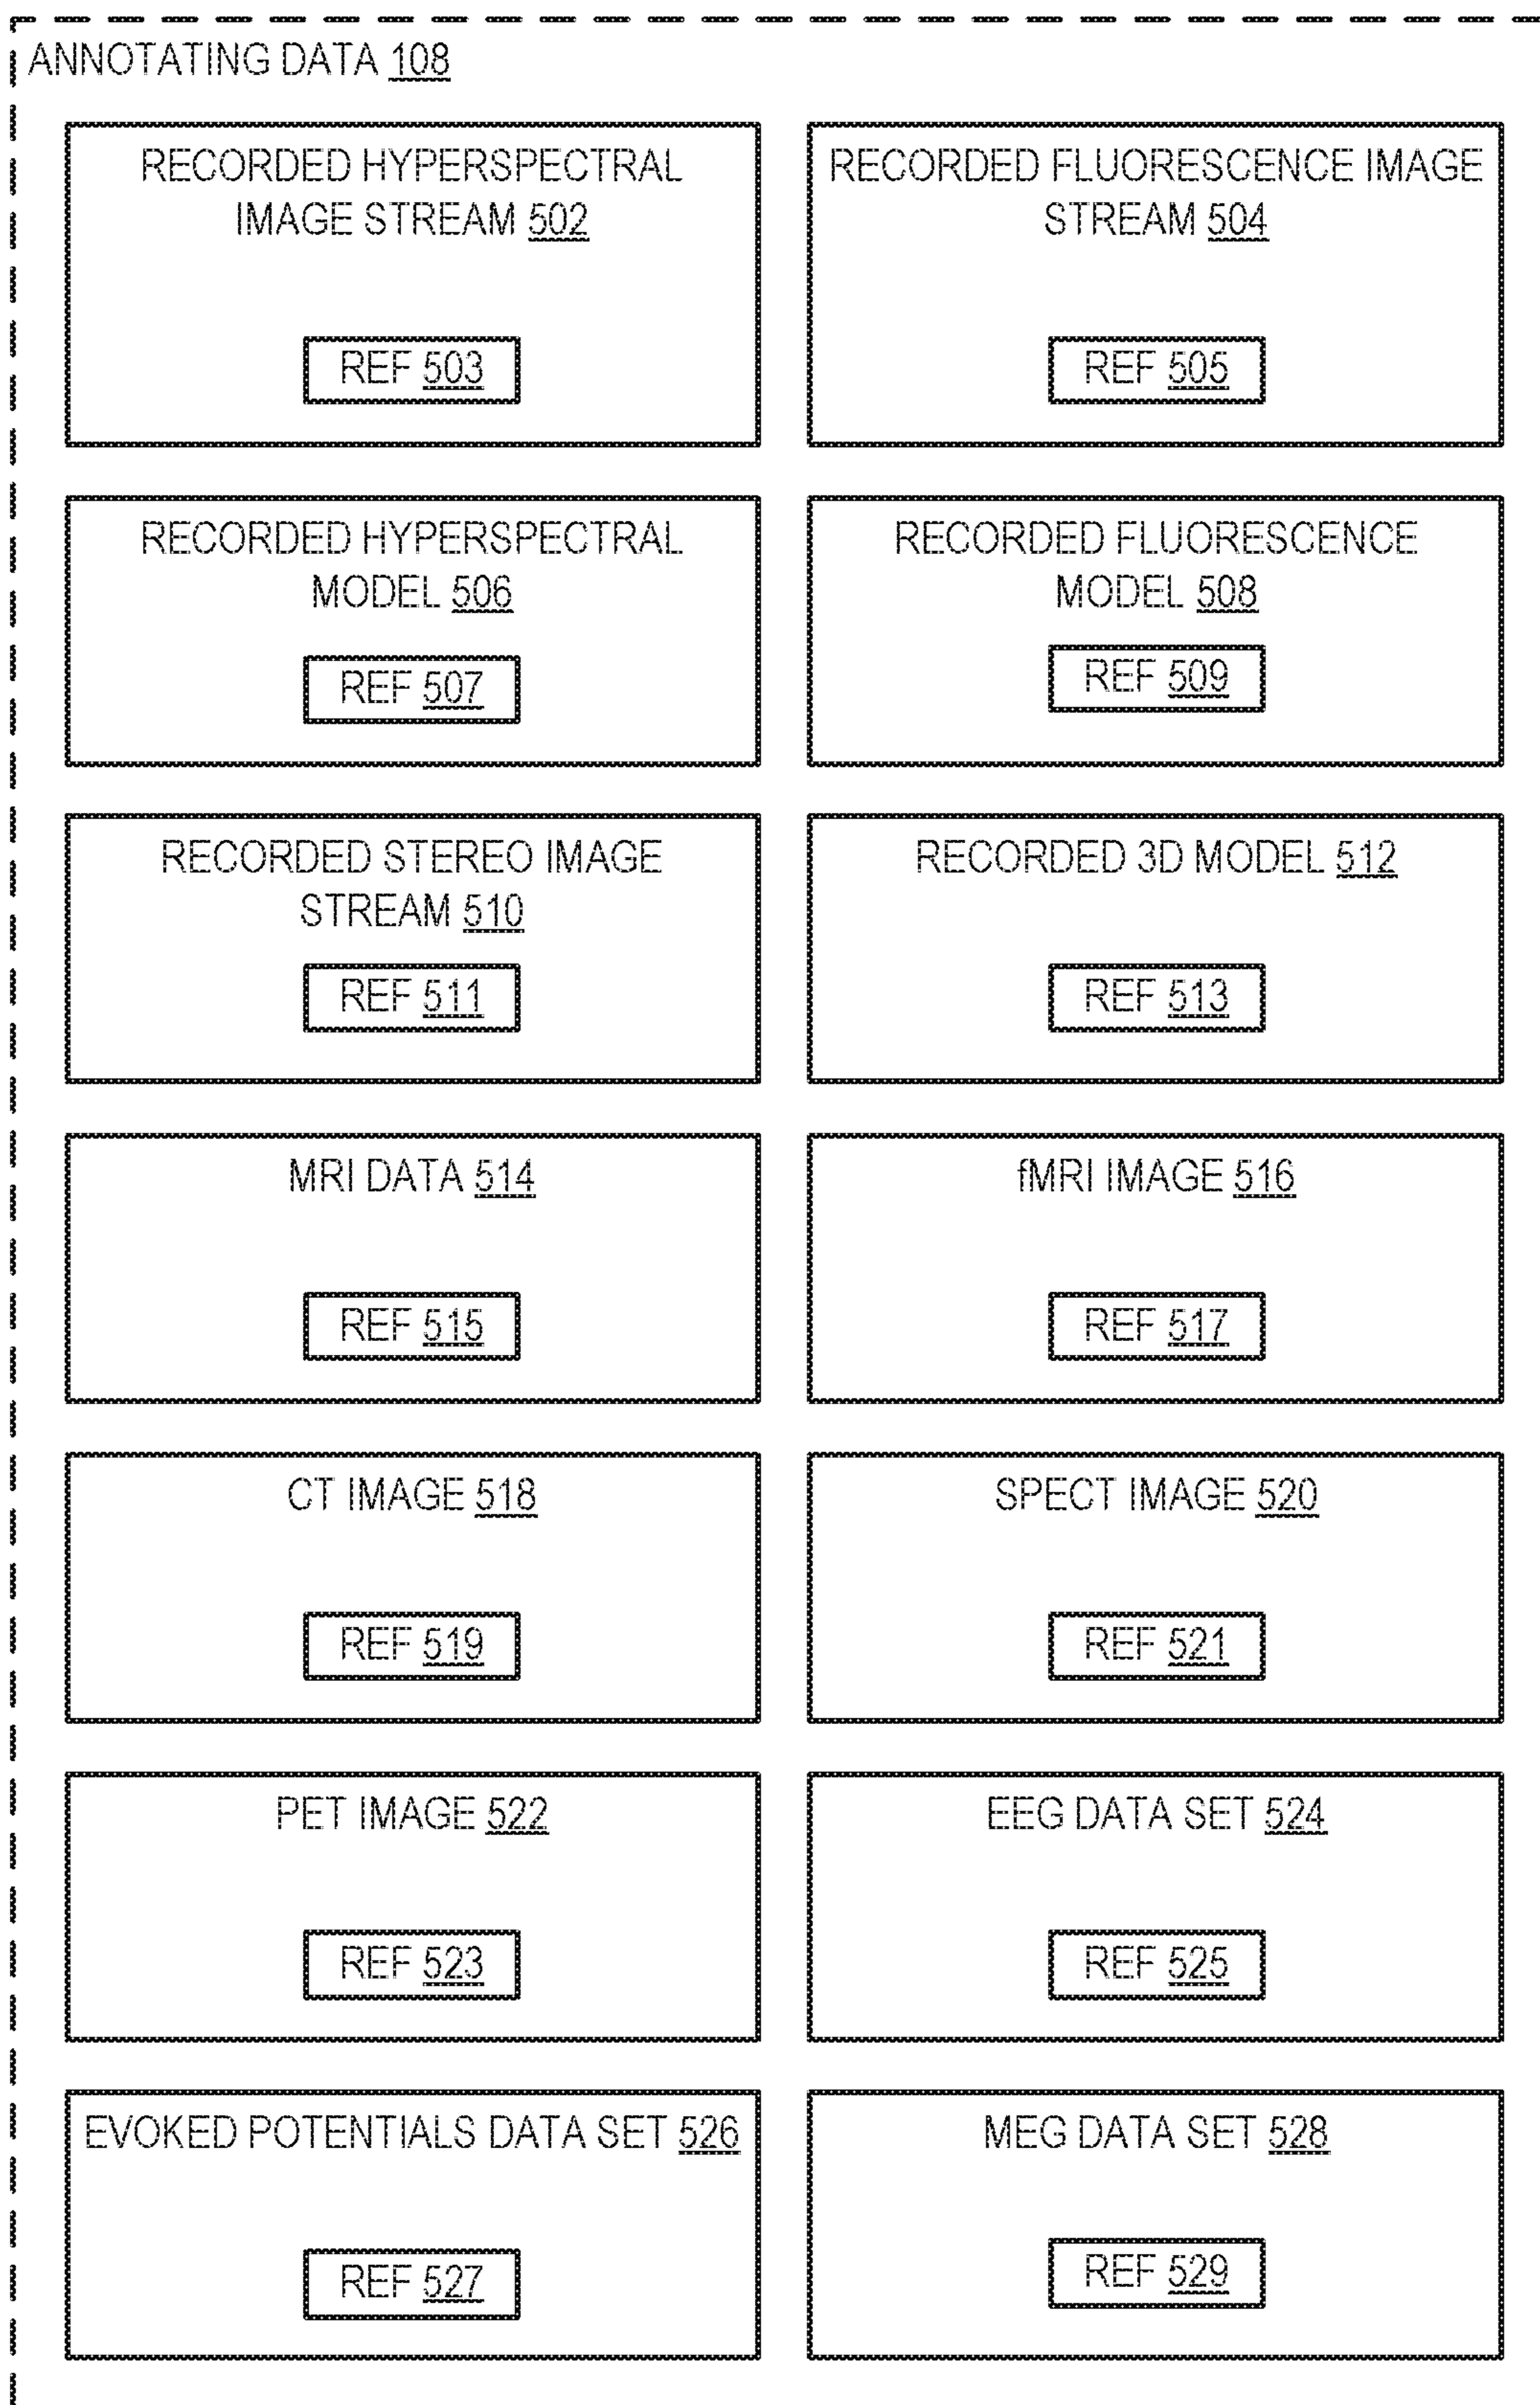 ANNOTATING DATA 108
RECORDED HYPERSPECTRAL
IMAGE STREAM 502
REF 503
RECORDED FLUORESCENCE IMAGE
STREAM 504
REF 505
RECORDED HYPERSPECTRAL
MODEL 506
REF 507
RECORDED FLUORESCENCE
MODEL 508
REF 509
RECORDED STEREO IMAGE
STREAM 510
REF 511
RECORDED 3D MODEL 512
REF 513
MRI DATA 514
REF 515
fMRI IMAGE 516
REF 517
CT IMAGE 518
REF 519
SPECT IMAGE 520
REF 521
PET IMAGE 522
REF 523
EEG DATA SET 524
REF 525
EVOKED POTENTIALS DATA SET 526
REF 527
MEG DATA SET 528
REF 529